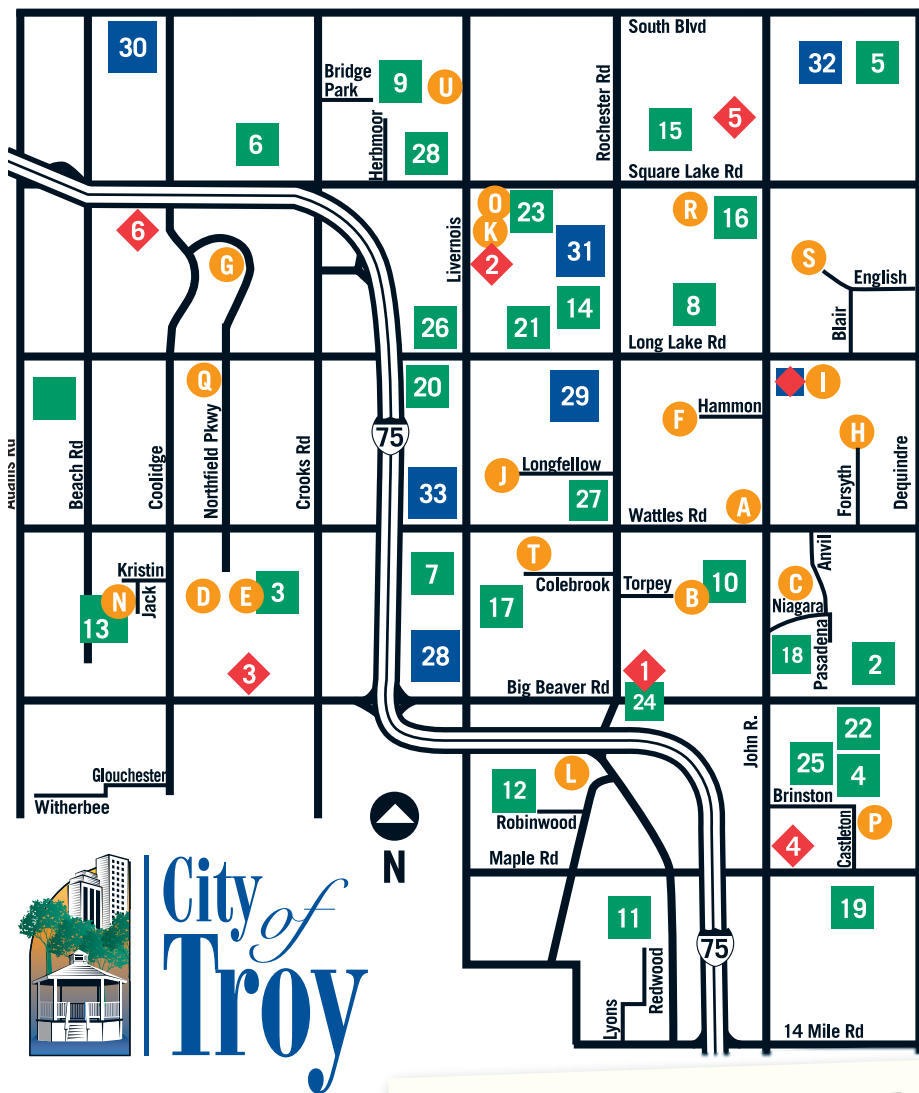 South Blvd
30
Bridge
Park
9
U
Rochester Rd
32
5
15
5
6
Herbmoor
28
Square Lake Rd
O
23
K
R
16
6
G
Livernois
2
31
S
English
Blair
26
21
14
8
Long Lake Rd
Q
20
29
I
F
Hammon
Adams Rd
Beach Rd
Coolidge
Northfield Pkwy
Crooks Rd
75
H
Forsyth
Dequindre
J
Longfellow
33
27
Wattles Rd
A
Kristin
Jack
N
13
D
E
3
7
T
Colebrook
17
Torpey
B
10
Anvil
C
Niagara
18
Pasadena
2
3
28
1
Big Beaver Rd
24
John R.
22
25
4
Glouchester
Witherbee
L
12
Robinwood
Brinston
P
4
Castleton
N
Maple Rd
11
19
75
Lyons
Redwood
14 Mile Rd
City
of
Troy